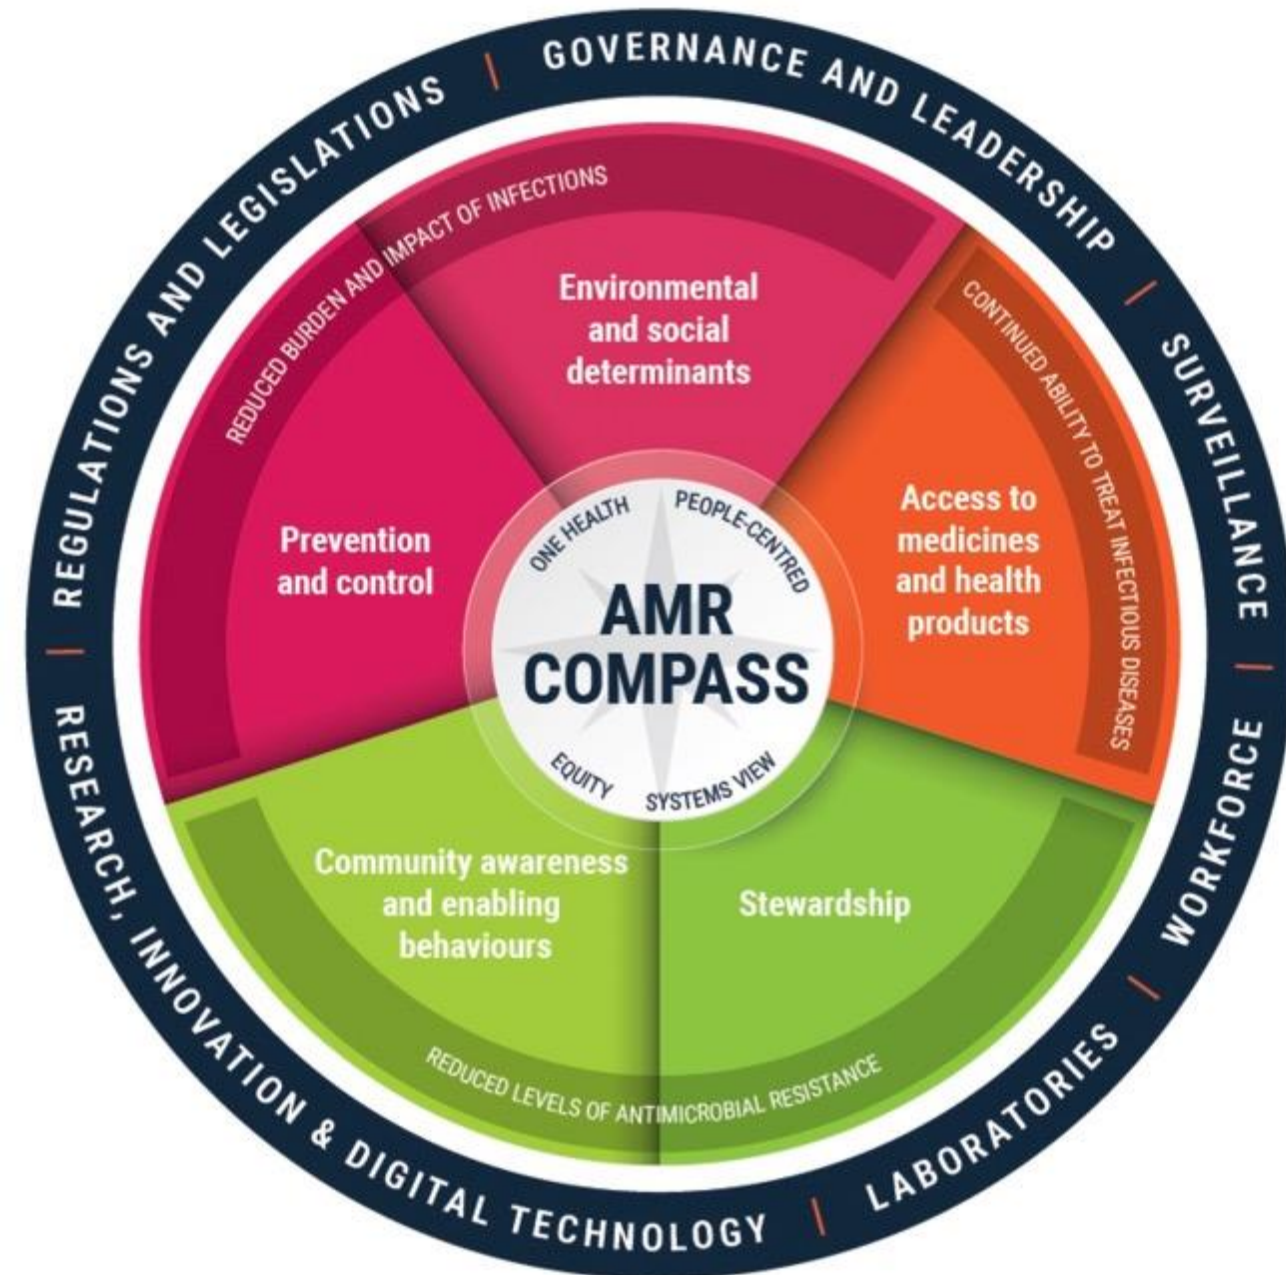 GOVERNANCE AND LEADERSHIP
SURVEILLANCE
WORKFORCE
LABORATORIES
RESEARCH, INNOVATION & DIGITAL TECHNOLOGY
REGULATIONS AND LEGISLATIONS
REDUCED BURDEN AND IMPACT OF INFECTIONS
Environmental
and social
determinants
CONTINUED ABILITY TO TREAT INFECTIOUS DISEASES
Access to
medicines
and health
products
Prevention
and control
ONE HEALTH
PEOPLE-CENTRED
AMR
COMPASS
EQUITY
SYSTEMS VIEW
Community awareness
and enabling
behaviours
Stewardship
REDUCED LEVELS OF ANTIMICROBIAL RESISTANCE